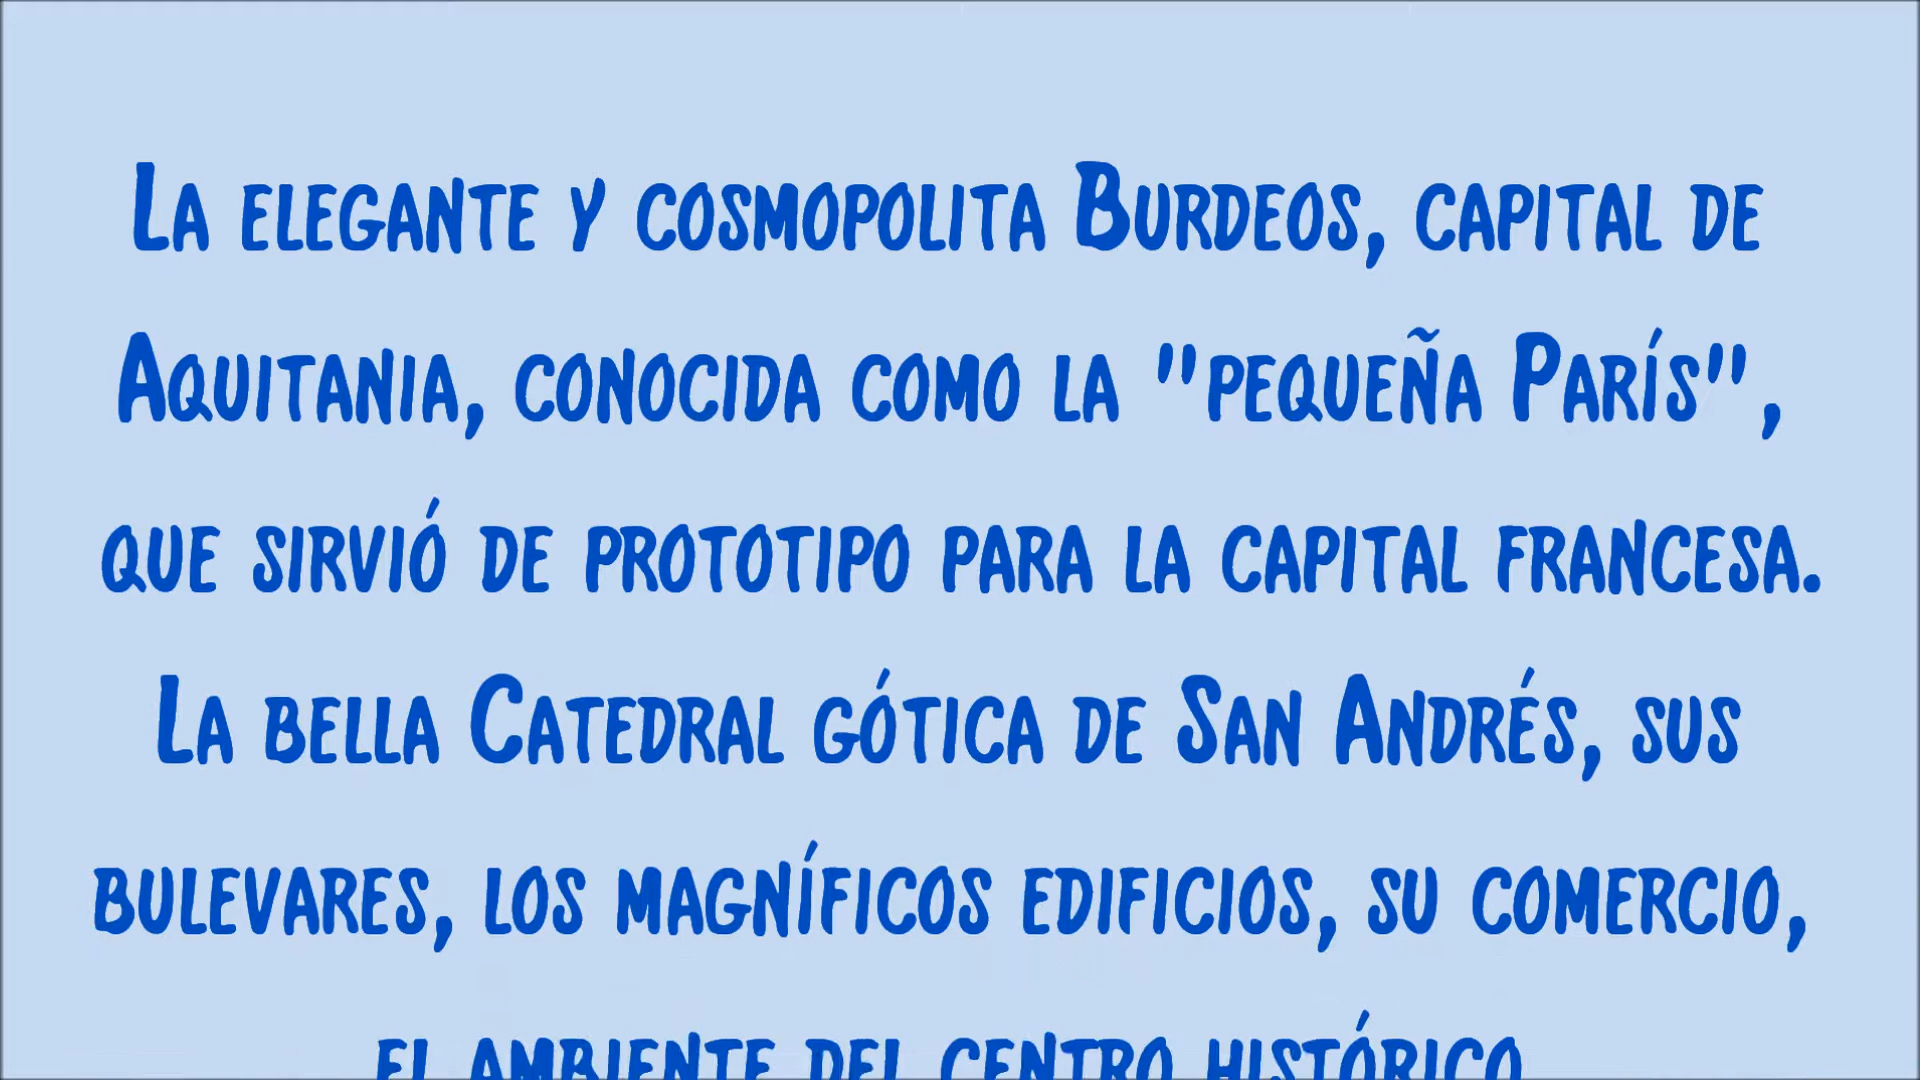 La elegante y cosmopolita Burdeos, capital de
Aquitania, conocida como la "pequeña París",
que sirvió de prototipo para la capital francesa.
La bella Catedral gótica de San Andrés, sus
bulevares, los magníficos edificios, su comercio,
el ambiente del centro histórico